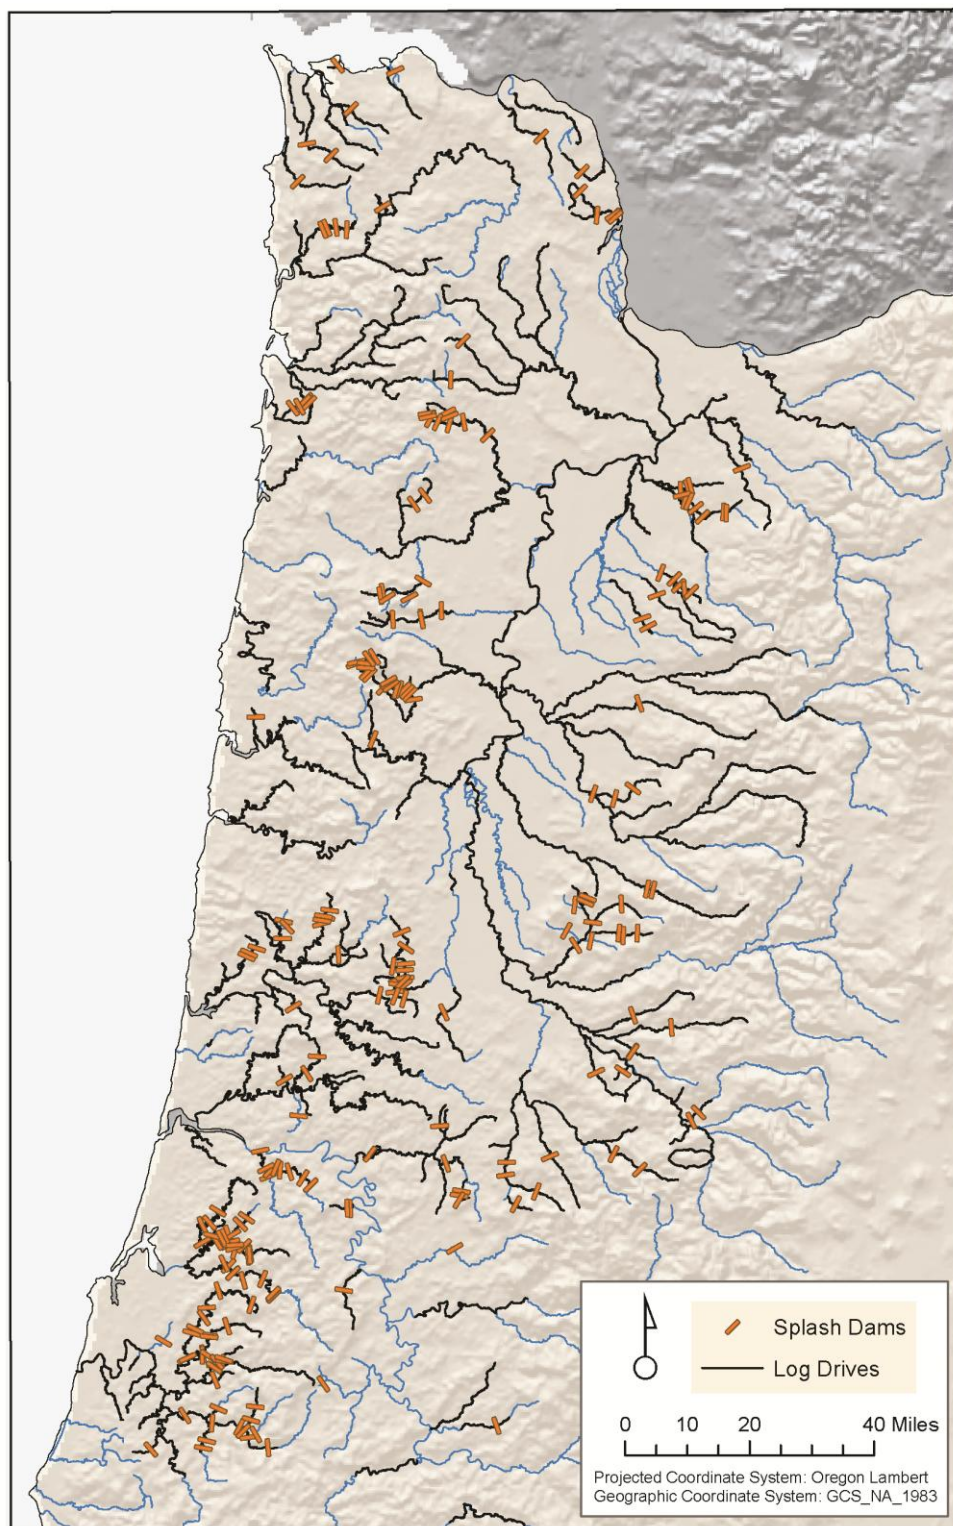 Splash Dams
Log Drives
0 10 20 40 Miles
Projected Coordinate System: Oregon Lambert
Geographic Coordinate System: GCS_NA_1983